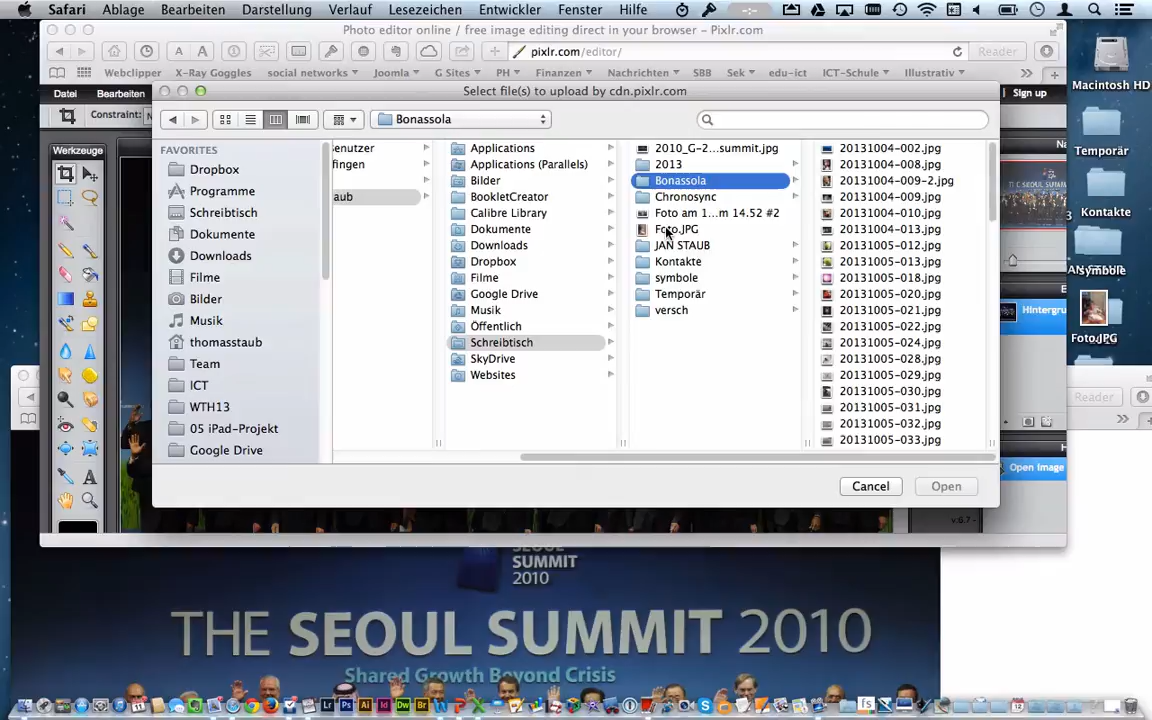 Safari Ablage Bearbeiten Darstellung Verlauf Lesezeichen Entwickler Fenster Hilfe
Photo editor online / free image editing direct in your browser – Pixlr.com
pixlr.com/editor/
Reader
Webclipper X-Ray Goggles social networks Joomla G Sites PH Finanzen Nachrichten SBB Sek edu-ict ICT-Schule Illustrativ
Datei Bearbeiten
Sign up
Select file(s) to upload by cdn.pixlr.com
Constraint:
Bonassola
Werkzeuge
FAVORITES
Dropbox
Programme
Schreibtisch
Dokumente
Downloads
Filme
Bilder
Musik
thomasstaub
Team
ICT
WTH13
05 iPad-Projekt
Google Drive
enutzer
fingen
aub
Applications
Applications (Parallels)
Bilder
BookletCreator
Calibre Library
Dokumente
Downloads
Dropbox
Filme
Google Drive
Musik
Öffentlich
Schreibtisch
SkyDrive
Websites
2010_G-2...summit.jpg
2013
Bonassola
Chronosync
Foto am 1...m 14.52 #2
Foto.JPG
JAN STAUB
Kontakte
symbole
Temporär
versch
20131004-002.jpg
20131004-008.jpg
20131004-009-2.jpg
20131004-009.jpg
20131004-010.jpg
20131004-013.jpg
20131005-012.jpg
20131005-013.jpg
20131005-018.jpg
20131005-020.jpg
20131005-021.jpg
20131005-022.jpg
20131005-024.jpg
20131005-028.jpg
20131005-029.jpg
20131005-030.jpg
20131005-031.jpg
20131005-032.jpg
20131005-033.jpg
Cancel
Open
Na
THE SEOUL SUMMIT
Hintergru
Open Image
v:6.7 -
Macintosh HD
Temporär
Kontakte
symbole
Foto.JPG
Reader
SEOUL
SUMMIT
2010
THE SEOUL SUMMIT 2010
Shared Growth Beyond Crisis